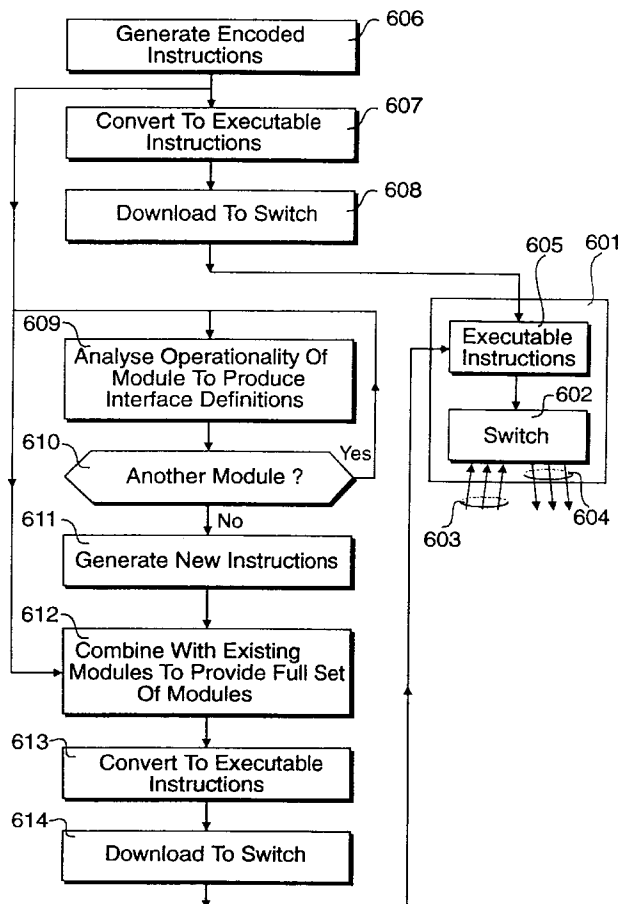 Generate Encoded
Instructions
606
Convert To Executable
Instructions
607
Download To Switch
608
601
605
Executable
Instructions
602
Switch
603
604
609
Analyse Operationality Of
Module To Produce
Interface Definitions
610
Another Module ?
Yes
No
611
Generate New Instructions
612
Combine With Existing
Modules To Provide Full Set
Of Modules
613
Convert To Executable
Instructions
614
Download To Switch